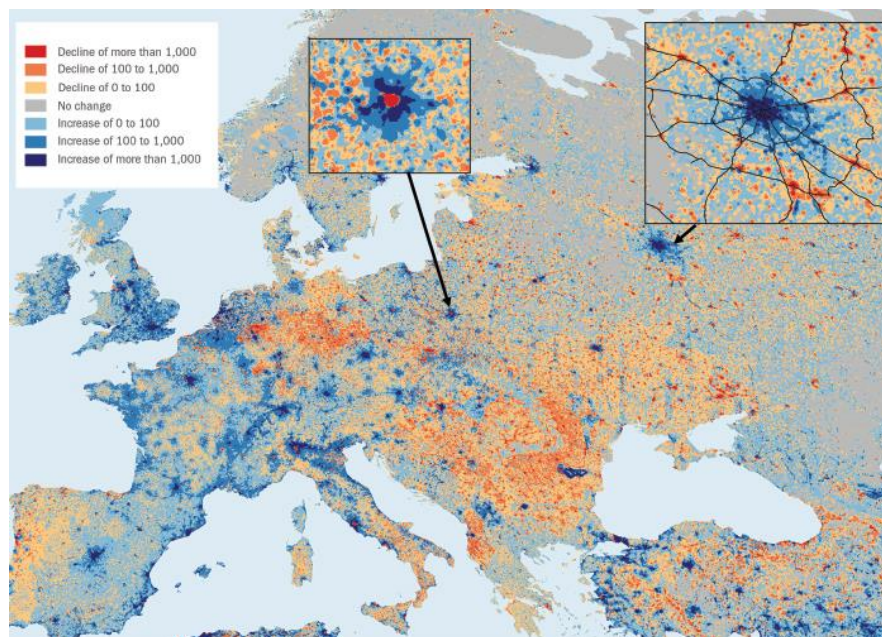 Decline of more than 1,000
Decline of 100 to 1,000
Decline of 0 to 100
No change
Increase of 0 to 100
Increase of 100 to 1,000
Increase of more than 1,000